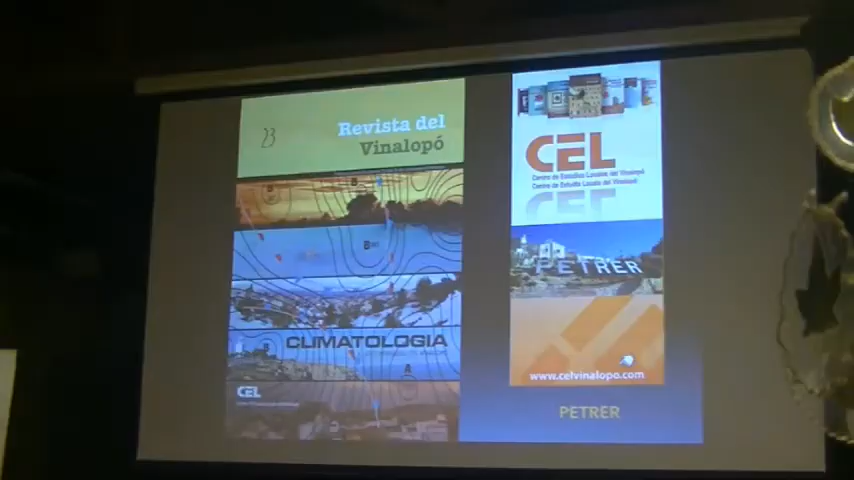 23
Revista del
Vinalopó
CLIMATOLOGIA
CEL
CEL
Centre d'Estudis Locals del Vinalopó
Centro de Estudios Locales del Vinalopó
PETRER
www.celvinalopo.com
PETRER